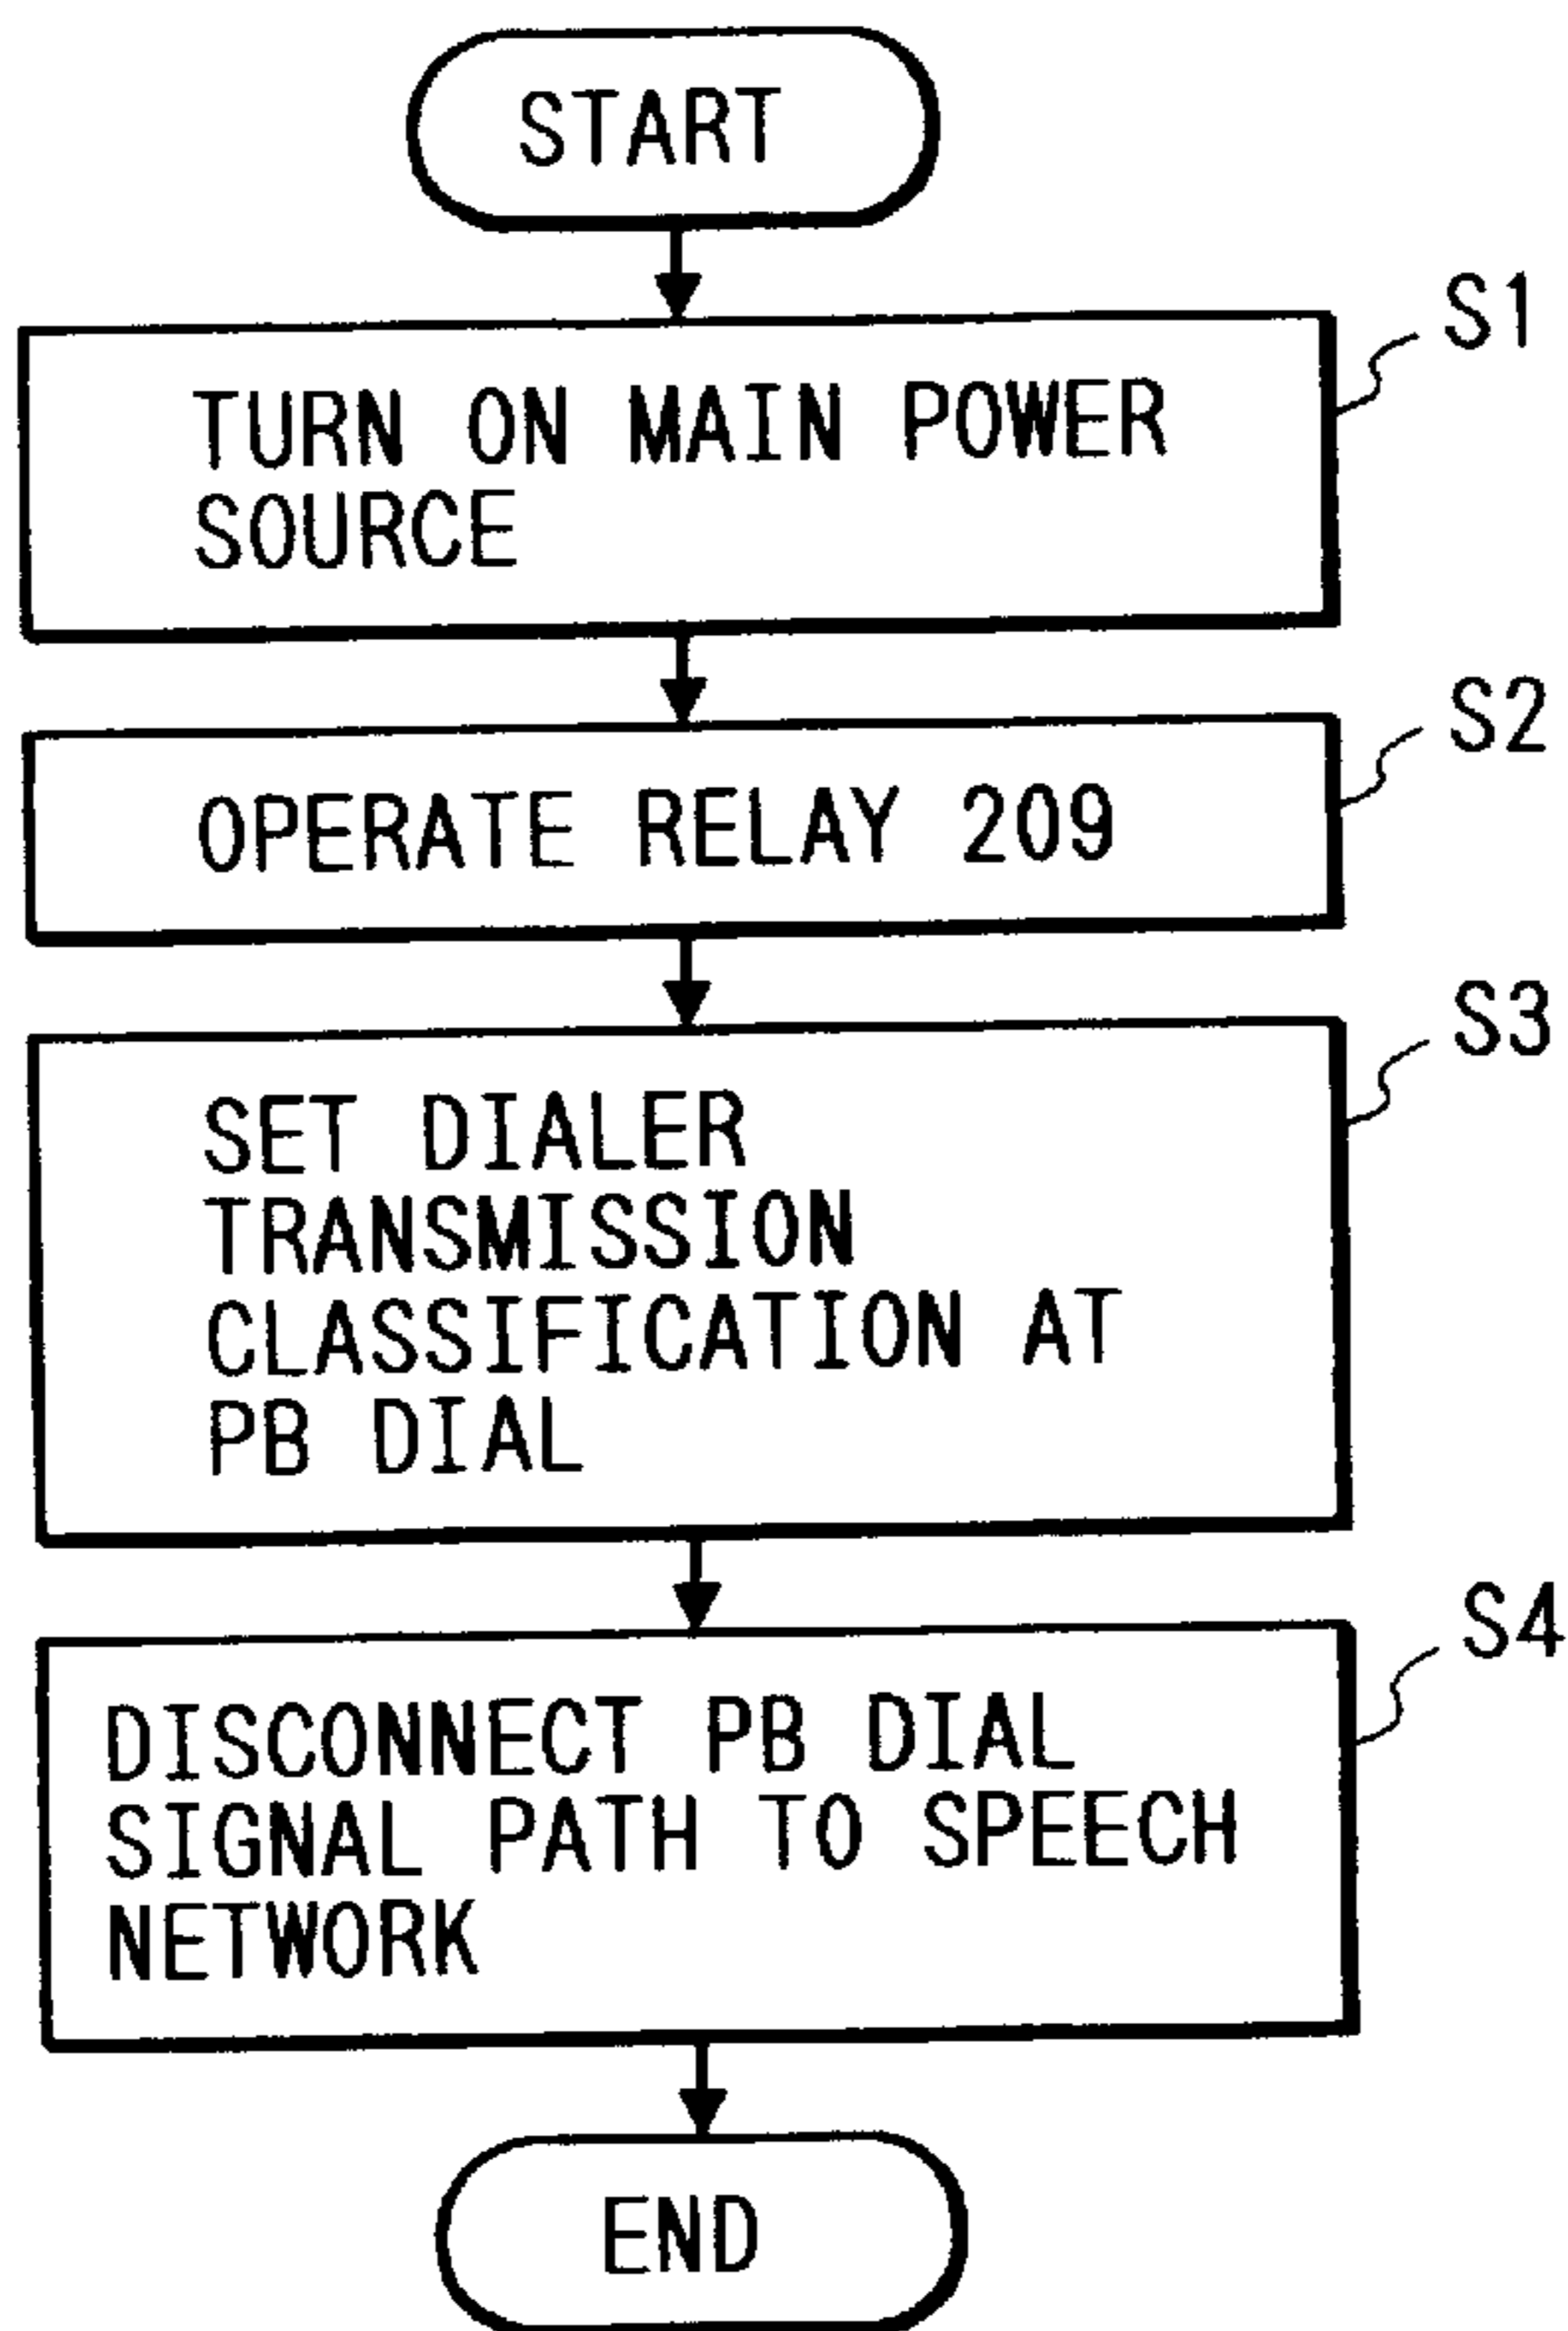 START
S1
TURN ON MAIN POWER
SOURCE
S2
OPERATE RELAY 209
S3
SET DIALER
TRANSMISSION
CLASSIFICATION AT
PB DIAL
S4
DISCONNECT PB DIAL
SIGNAL PATH TO SPEECH
NETWORK
END